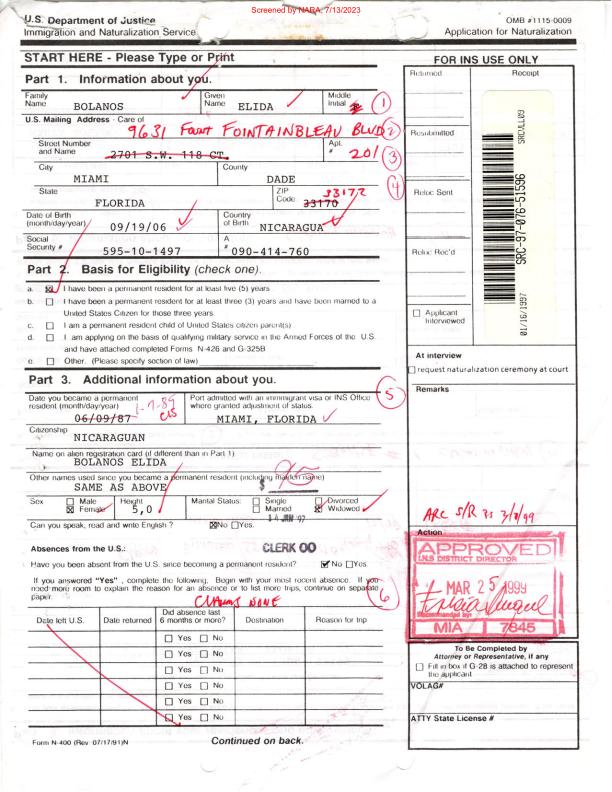 Screened by NARA, 7/13/2023
U.S. Department of Justice
Immigration and Naturalization Service
OMB #1115-0009
Application for Naturalization
START HERE - Please Type or Print
FOR INS USE ONLY
Part 1. Information about you.
Returned
Receipt
Family Name BOLANOS
Given Name ELIDA
Middle Initial
1
U.S. Mailing Address - Care of
9631 FOINTAINBLEAU BLVD
2
Street Number and Name 2701 S.W. 118 CT.
Apt. # 201
3
Resubmitted
City MIAMI
County DADE
4
State FLORIDA
ZIP Code 33170 33172
Reloc Sent
Date of Birth (month/day/year) 09/19/06
Country of Birth NICARAGUA
Social Security # 595-10-1497
A # 090-414-760
Reloc Rec'd
SRCVLL09
SRC-97-076-51596
01/16/1997
Part 2. Basis for Eligibility (check one).
a. I have been a permanent resident for at least five (5) years
b. I have been a permanent resident for at least three (3) years and have been married to a
United States Citizen for those three years.
c. I am a permanent resident child of United States citizen parent(s)
d. I am applying on the basis of qualifying military service in the Armed Forces of the U.S.
and have attached completed Forms N-426 and G-325B
e. Other. (Please specify section of law)
Applicant Interviewed
At interview
request naturalization ceremony at court
Part 3. Additional information about you.
5
Remarks
Date you became a permanent resident (month/day/year) 06/09/87 1-7-89 CIS
Port admitted with an immigrant visa or INS Office where granted adjustment of status.
MIAMI, FLORIDA
Citizenship
NICARAGUAN
Name on alien registration card (if different than in Part 1)
BOLANOS ELIDA
Other names used since you became a permanent resident (including maiden name)
SAME AS ABOVE
$ 95
Sex Male Female
Height 5,0
Marital Status: Single Married Divorced Widowed
14 JAN '97
Can you speak, read and write English ? No Yes.
ARC S/R 3/8/99
Absences from the U.S.:
CLERK 00
Have you been absent from the U.S. since becoming a permanent resident? No Yes.
If you answered "Yes" , complete the following, Begin with your most recent absence. If you
need more room to explain the reason for an absence or to list more trips, continue on separate
paper.
CLAIMS NONE
6
Action
APPROVED
INS DISTRICT DIRECTOR
MAR 25 1999
Recommended by:
MIA 7845
Date left U.S.
Date returned
Did absence last 6 months or more?
Destination
Reason for trip
Yes No
Yes No
Yes No
Yes No
Yes No
Yes No
To Be Completed by
Attorney or Representative, if any
Fill in box if G-28 is attached to represent
the applicant
VOLAG#
ATTY State License #
Form N-400 (Rev 07/17/91)N
Continued on back.